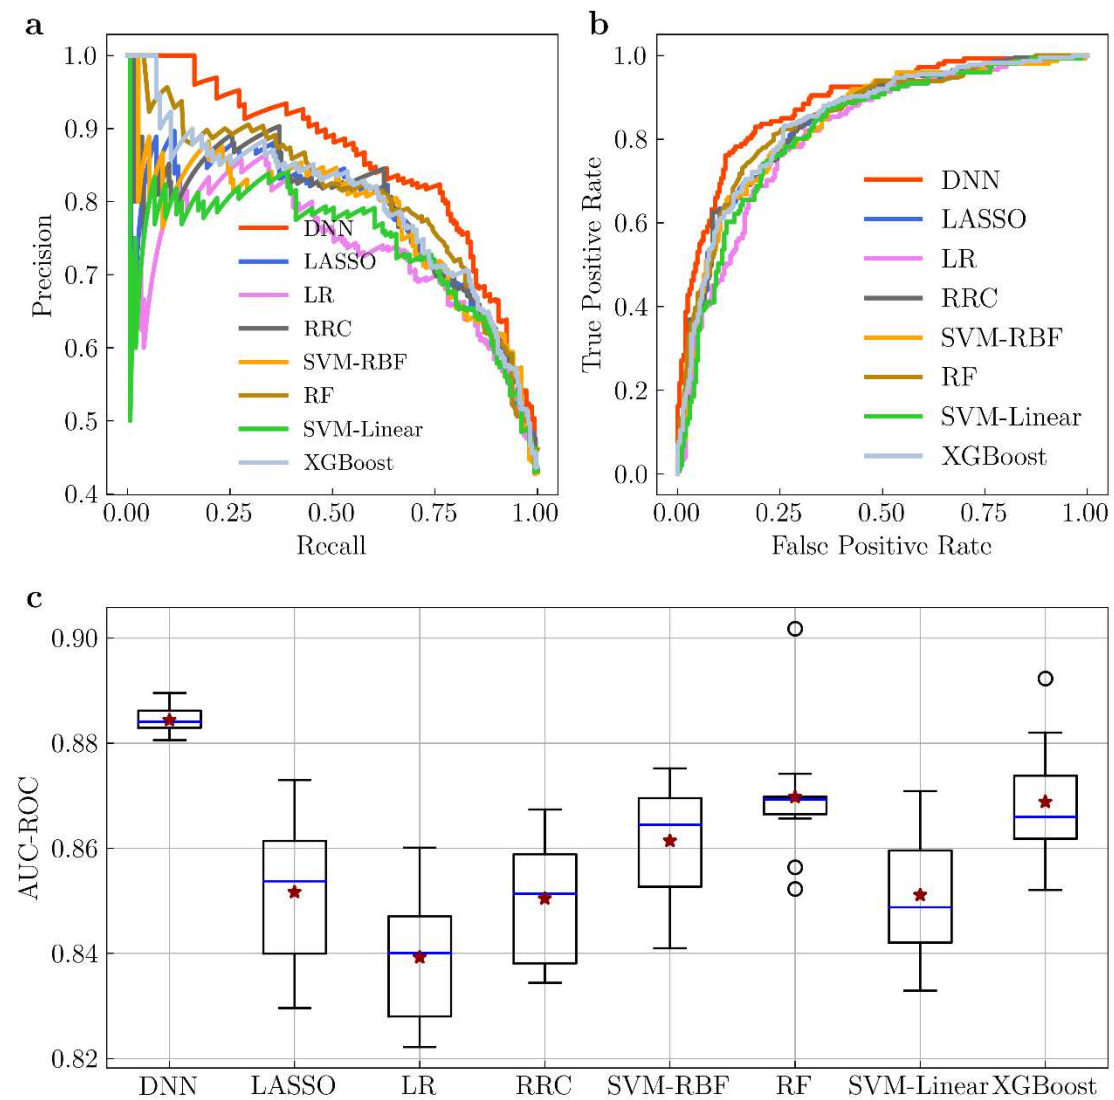 a
1.0
0.9
0.8
0.7
0.6
0.5
0.4
Precision
DNN
LASSO
LR
RRC
SVM-RBF
RF
SVM-Linear
XGBoost
0.00 0.25 0.50 0.75 1.00
Recall
b
1.0
0.8
0.6
0.4
0.2
0.0
True Positive Rate
DNN
LASSO
LR
RRC
SVM-RBF
RF
SVM-Linear
XGBoost
0.00 0.25 0.50 0.75 1.00
False Positive Rate
c
0.90
0.88
0.86
0.84
0.82
AUC-ROC
DNN LASSO LR RRC SVM-RBF RF SVM-Linear XGBoost